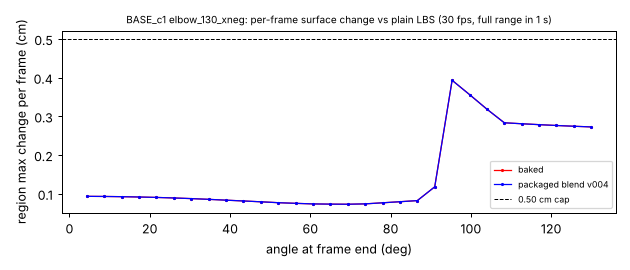 BASE_c1 elbow_130_xneg: per-frame surface change vs plain LBS (30 fps, full range in 1 s)
region max change per frame (cm)
0.5
0.4
0.3
0.2
0.1
baked
packaged blend v004
0.50 cm cap
0 20 40 60 80 100 120
angle at frame end (deg)